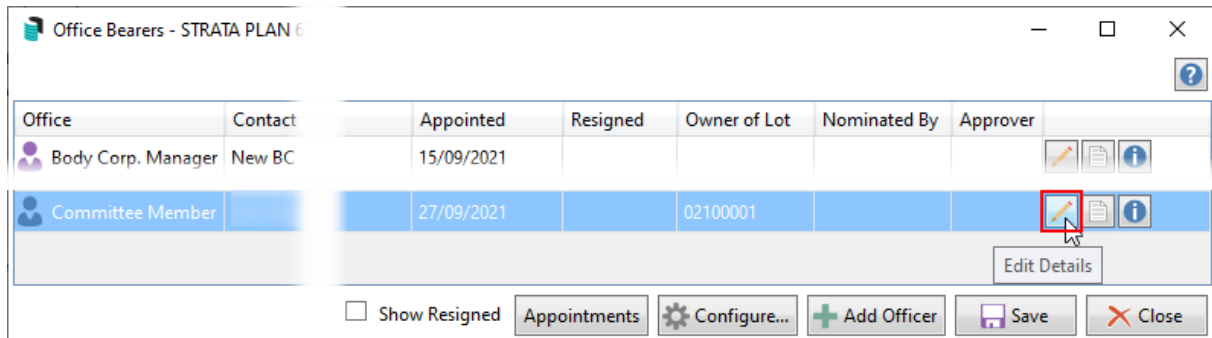 Office Bearers - STRATA PLAN
Office Contact Appointed Resigned Owner of Lot Nominated By Approver
Body Corp. Manager New BC 15/09/2021
Committee Member 27/09/2021 02100001
Edit Details
Show Resigned Appointments Configure... Add Officer Save Close